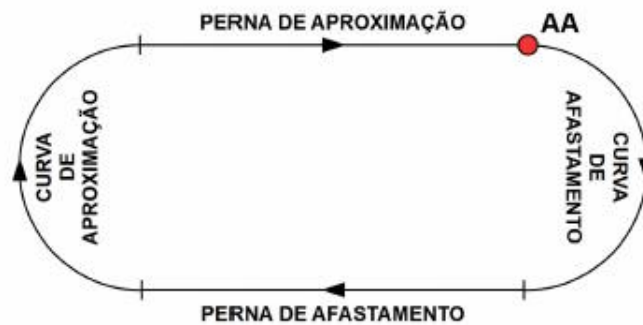 PERNA DE APROXIMAÇÃO
AA
CURVA
DE
APROXIMAÇÃO
CURVA
DE
AFASTAMENTO
PERNA DE AFASTAMENTO